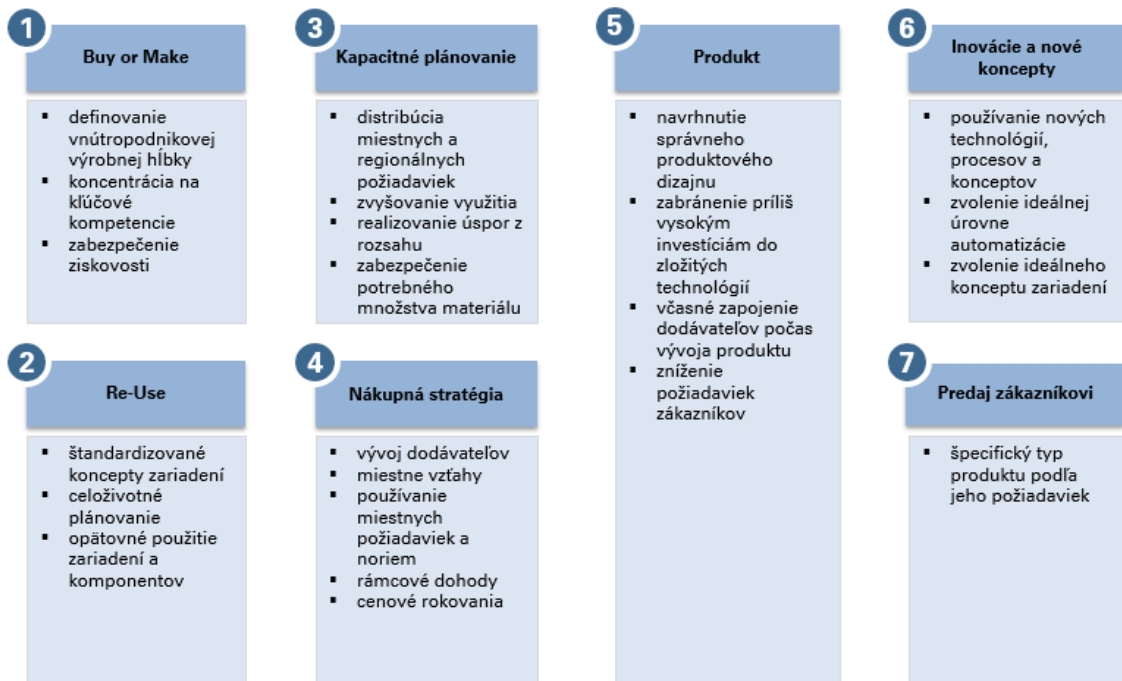 1
Buy or Make
▪ definovanie
vnútropodnikovej
výrobnej hĺbky
▪ koncentrácia na
kľúčové
kompetencie
▪ zabezpečenie
ziskovosti
2
Re-Use
▪ štandardizované
koncepty zariadení
▪ celoživotné
plánovanie
▪ opätovné použitie
zariadení a
komponentov
3
Kapacitné plánovanie
▪ distribúcia
miestnych a
regionálnych
požiadaviek
▪ zvyšovanie využitia
▪ realizovanie úspor z
rozsahu
▪ zabezpečenie
potrebného
množstva materiálu
4
Nákupná stratégia
▪ vývoj dodávateľov
▪ miestne vzťahy
▪ používanie
miestnych
požiadaviek a
noriem
▪ rámcové dohody
▪ cenové rokovania
5
Produkt
▪ navrhnutie
správneho
produktového
dizajnu
▪ zabránenie príliš
vysokým
investíciám do
zložitých
technológií
▪ včasné zapojenie
dodávateľov počas
vývoja produktu
▪ zníženie
požiadaviek
zákazníkov
6
Inovácie a nové
koncepty
▪ používanie nových
technológií,
procesov a
konceptov
▪ zvolenie ideálnej
úrovne
automatizácie
▪ zvolenie ideálneho
konceptu zariadení
7
Predaj zákazníkovi
▪ špecifický typ
produktu podľa
jeho požiadaviek